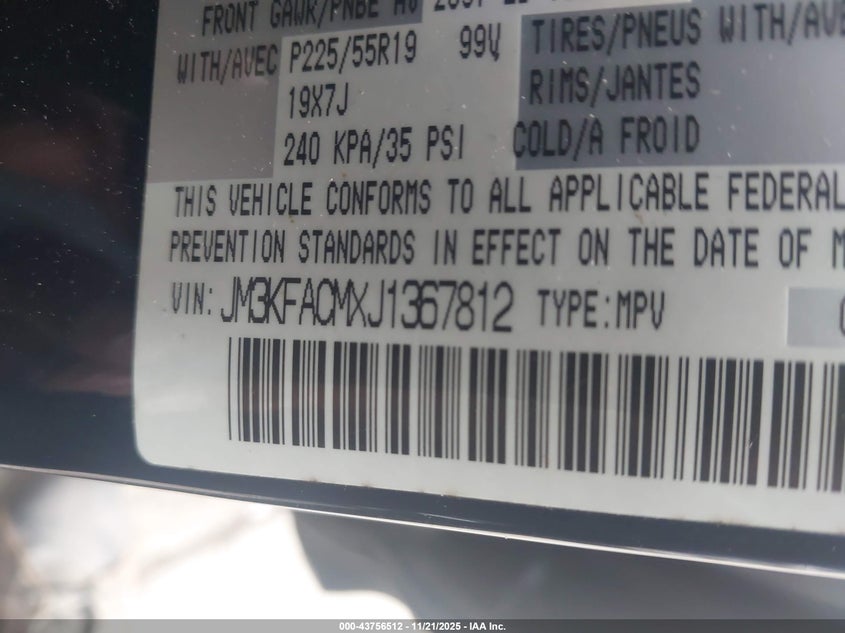 FRONT GAWR/PNBE AV
WITH/AVEC P225/55R19 99V TIRES/PNEUS WITH/AVE
19X7J RIMS/JANTES
240 KPA/35 PSI COLD/A FROID
THIS VEHICLE CONFORMS TO ALL APPLICABLE FEDERAL
PREVENTION STANDARDS IN EFFECT ON THE DATE OF M
VIN: JM3KFACMXJ1367812 TYPE:MPV
000-43756512 - 11/21/2025 - IAA Inc.